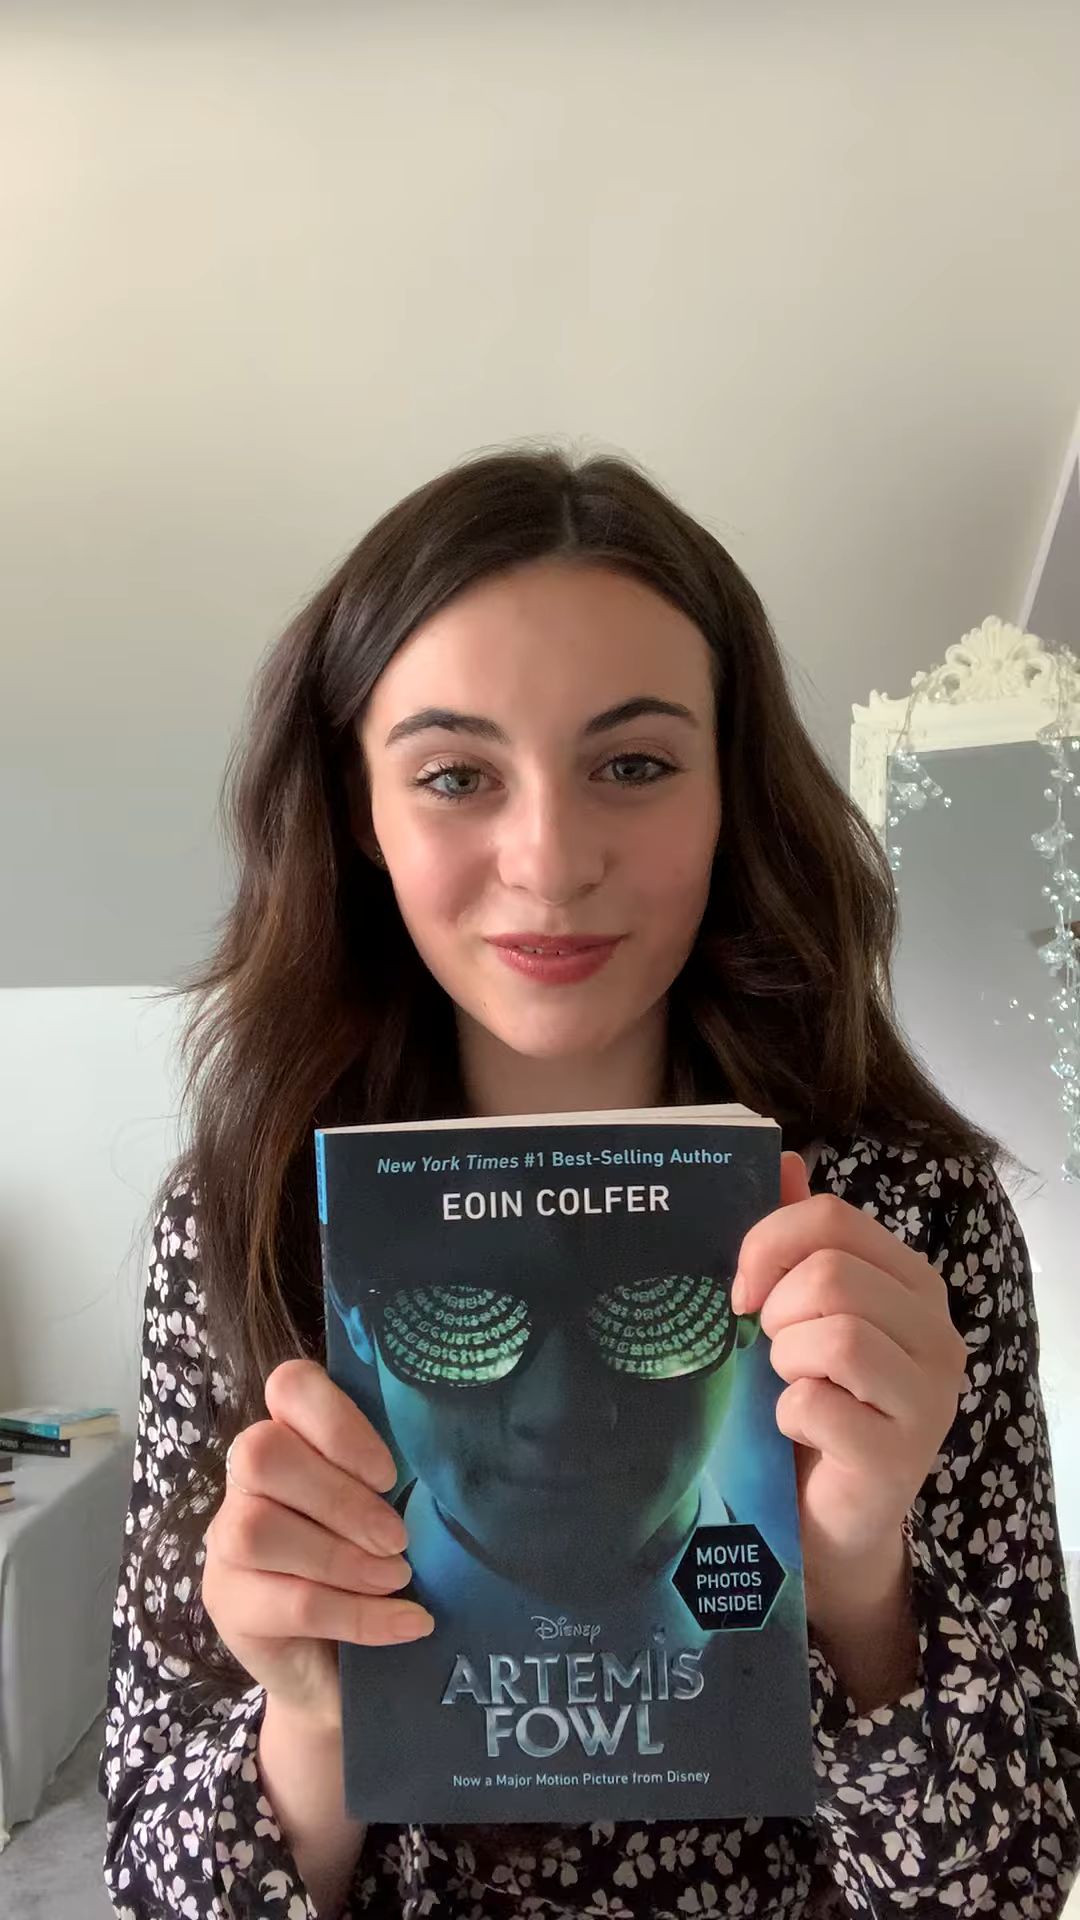 New York Times #1 Best-Selling Author
EOIN COLFER
MOVIE
PHOTOS
INSIDE!
Disney
ARTEMIS
FOWL
Now a Major Motion Picture from Disney